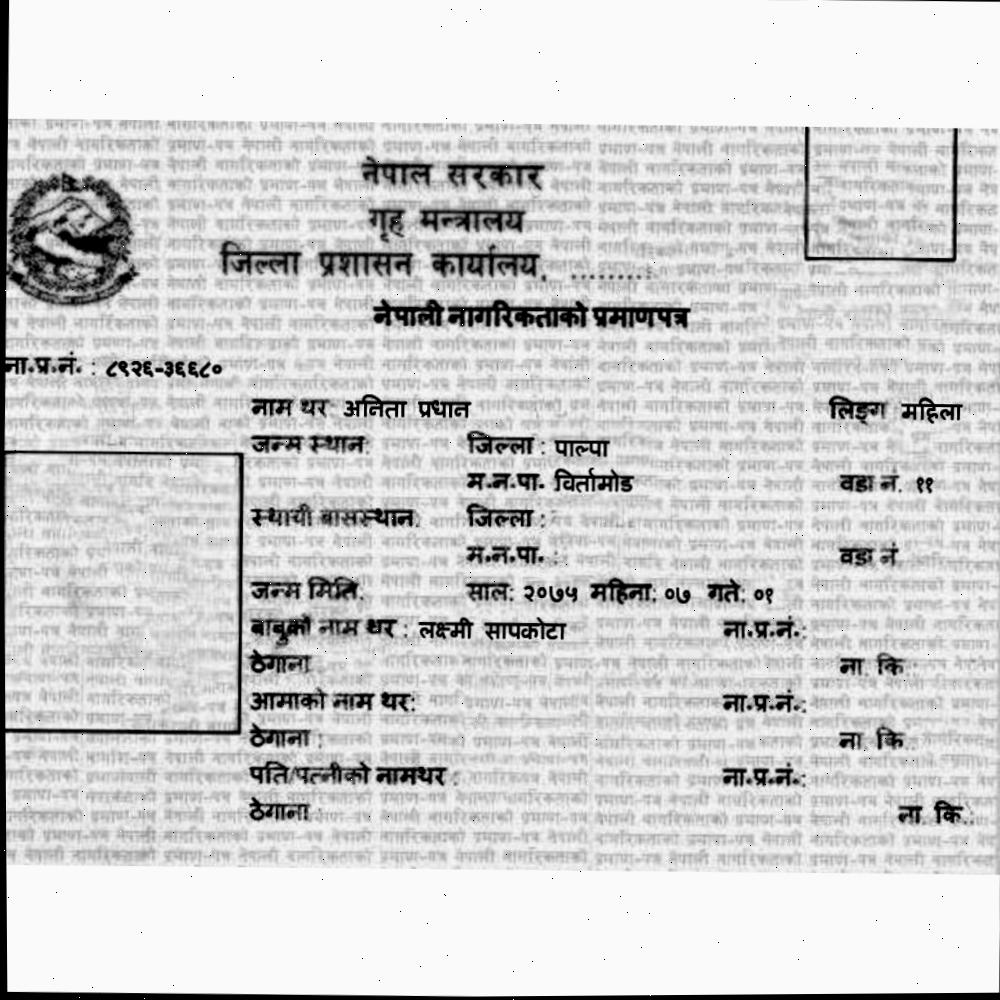 नेपाल सरकार
गृह मन्त्रालय
जिल्ला प्रशासन कार्यालय, ..........
नेपाली नागरिकताको प्रमाणपत्र
ना.प्र.नं. : ८९२६-३६६८०
नाम थर अनिता प्रधान लिङ्ग महिला
जन्म स्थान: जिल्ला : पाल्पा
म.न.पा. विर्तामोड वडा नं. ११
स्थायी बासस्थान: जिल्ला :
म.न.पा. : वडा नं
जन्म मिति: साल: २०७५ महिना: ०७ गते: ०१
बाबुको नाम थर : लक्ष्मी सापकोटा ना.प्र.नं.:
ठेगाना ना. कि :
आमाको नाम थर: ना.प्र.नं.:
ठेगाना : ना. कि :
पति/पत्नीको नामथर : ना.प्र.नं.:
ठेगाना : ना. कि.: